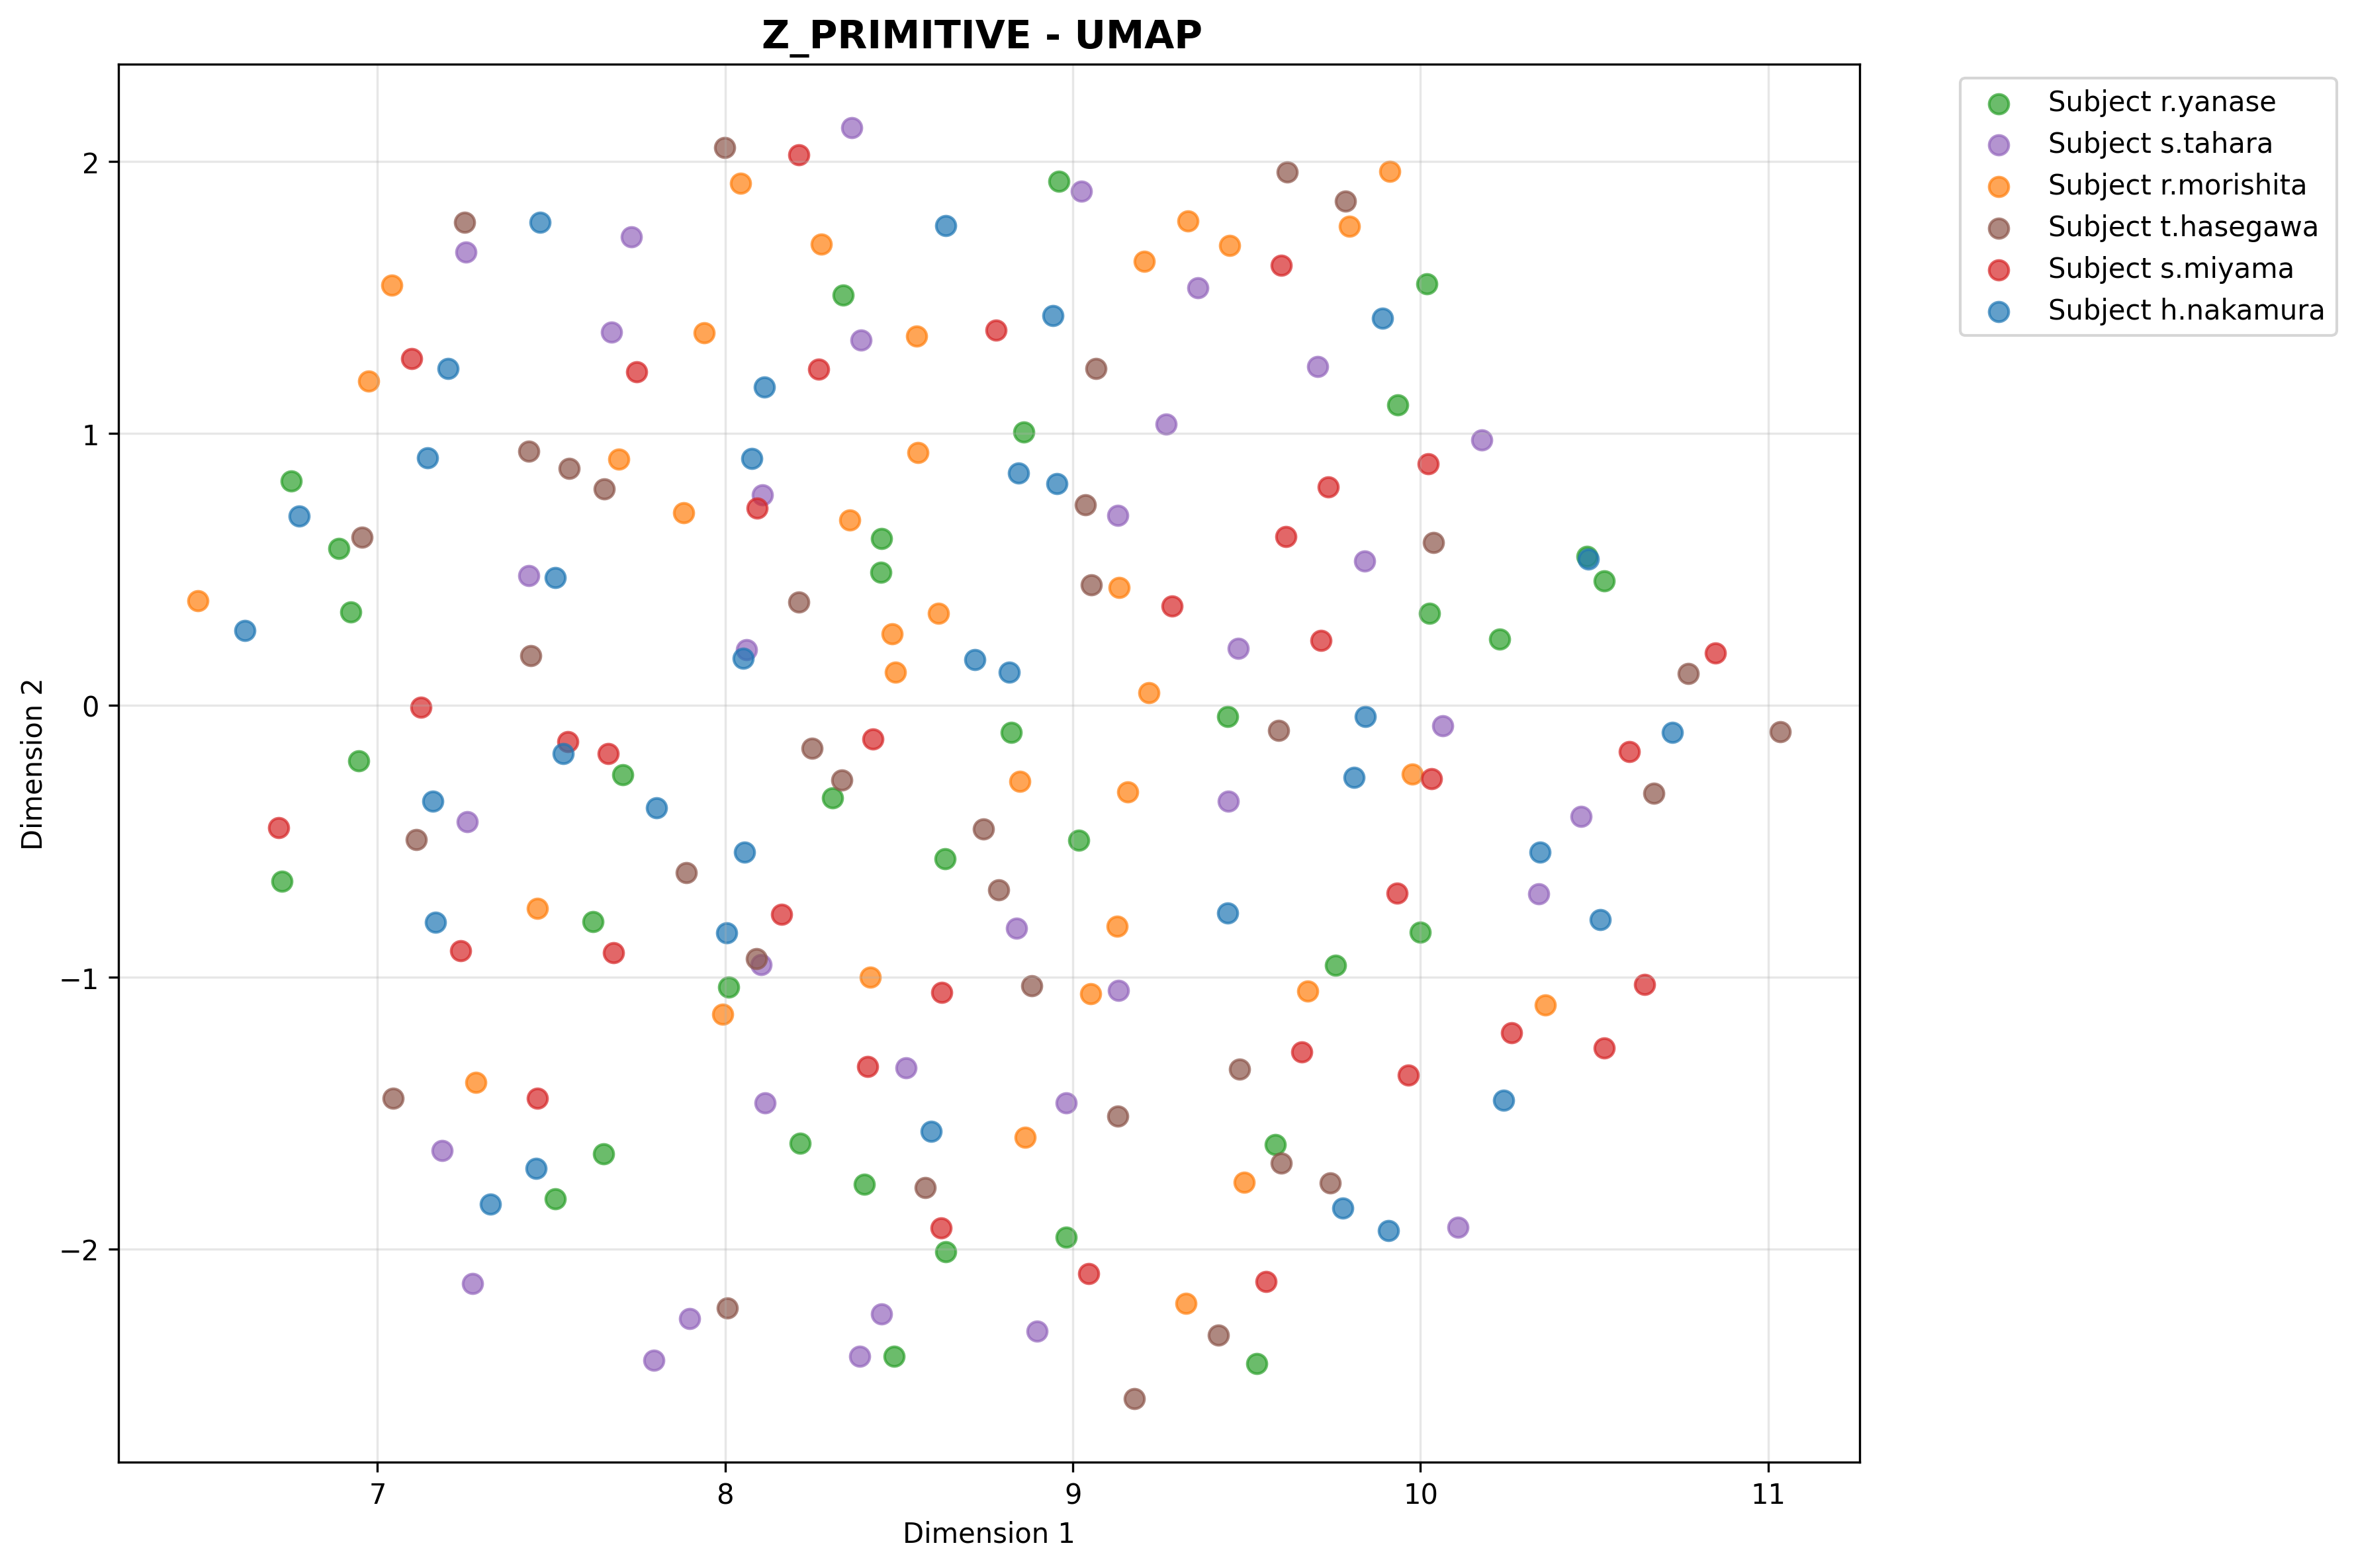 Z_PRIMITIVE - UMAP
Subject r.yanase
Subject s.tahara
Subject r.morishita
Subject t.hasegawa
Subject s.miyama
Subject h.nakamura
Dimension 2
2
1
0
−1
−2
7
8
9
10
11
Dimension 1